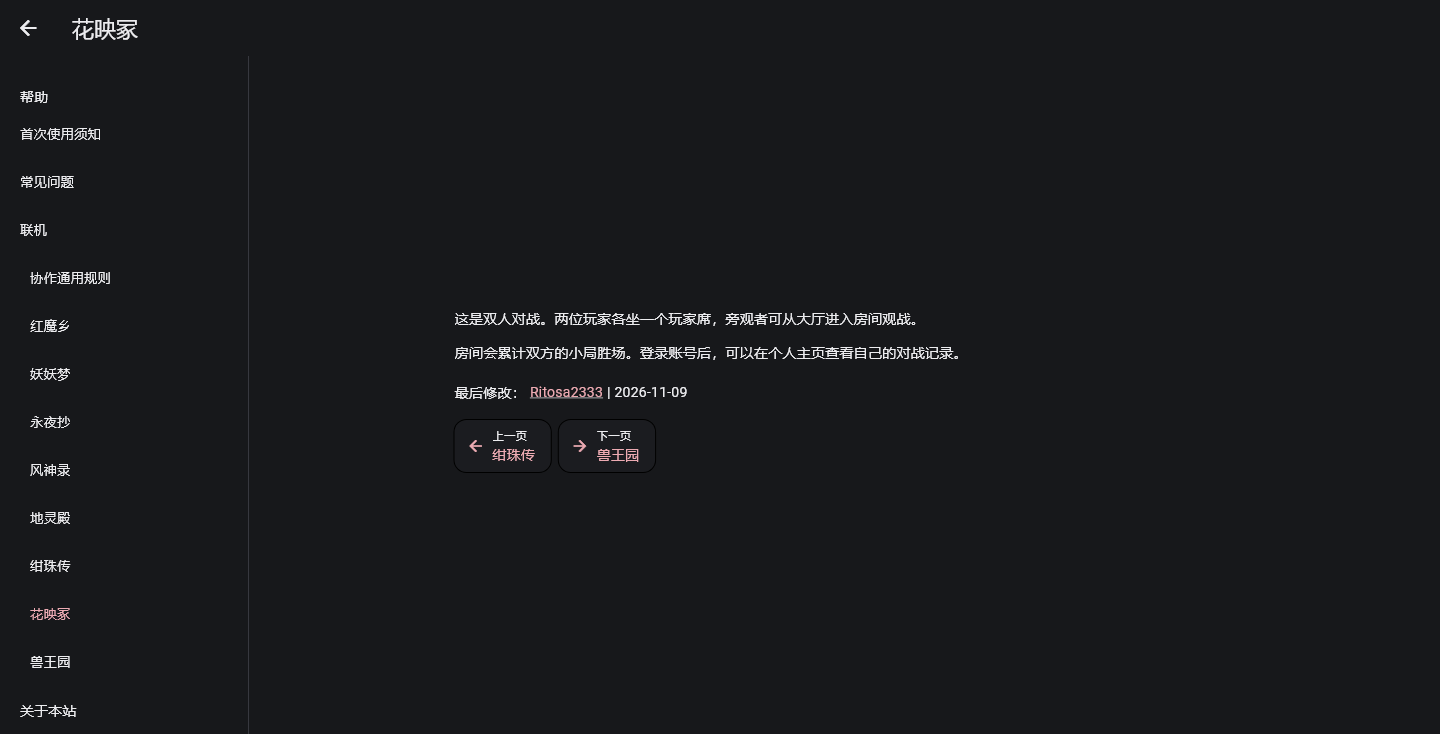 花映冢
帮助
首次使用须知
常见问题
联机
协作通用规则
红魔乡
妖妖梦
永夜抄
风神录
地灵殿
绀珠传
花映冢
兽王园
关于本站
这是双人对战。两位玩家各坐一个玩家席，旁观者可从大厅进入房间观战。
房间会累计双方的小局胜场。登录账号后，可以在个人主页查看自己的对战记录。
最后修改： Ritosa2333 | 2026-11-09
上一页
绀珠传
下一页
兽王园